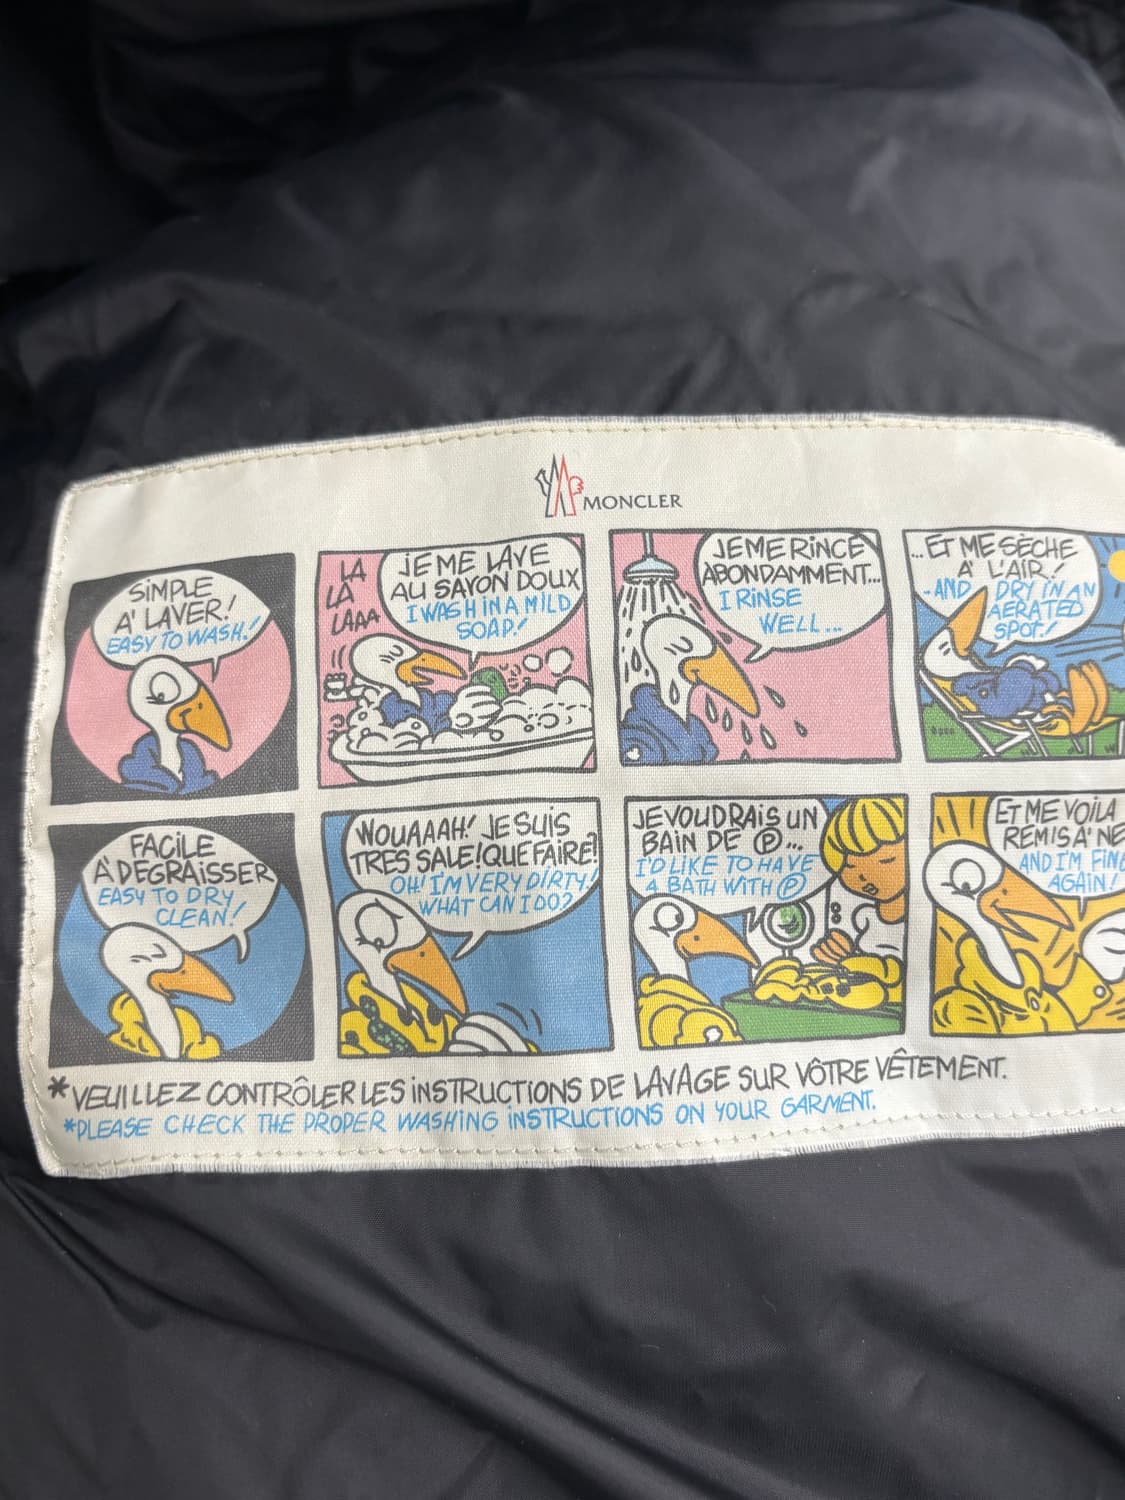 MONCLER
SIMPLE
A' LAVER!
EASY TO WASH!
LA
LA
LAAA
JE ME LAVE
AU SAVON DOUX
I WASH IN A MILD
SOAP!
JE ME RINCE
ABONDAMMENT...
I RINSE
WELL...
...ET ME SÈCHE
A' L'AIR!
-AND I DRY IN AN
AERATED
SPOT!
FACILE
A' DEGRAISSER
EASY TO DRY
CLEAN!
WOUAAAH! JE SUIS
TRES SALE! QUE FAIRE?
OH! I'M VERY DIRTY!
WHAT CAN I DO?
JE VOUDRAIS UN
BAIN DE Ⓟ...
I'D LIKE TO HAVE
A BATH WITH Ⓟ
ET ME VOILA
REMIS A' NE
AND I'M FINE
AGAIN!
*VEUILLEZ CONTRÔLER LES INSTRUCTIONS DE LAVAGE SUR VÔTRE VÊTEMENT.
*PLEASE CHECK THE PROPER WASHING INSTRUCTIONS ON YOUR GARMENT.